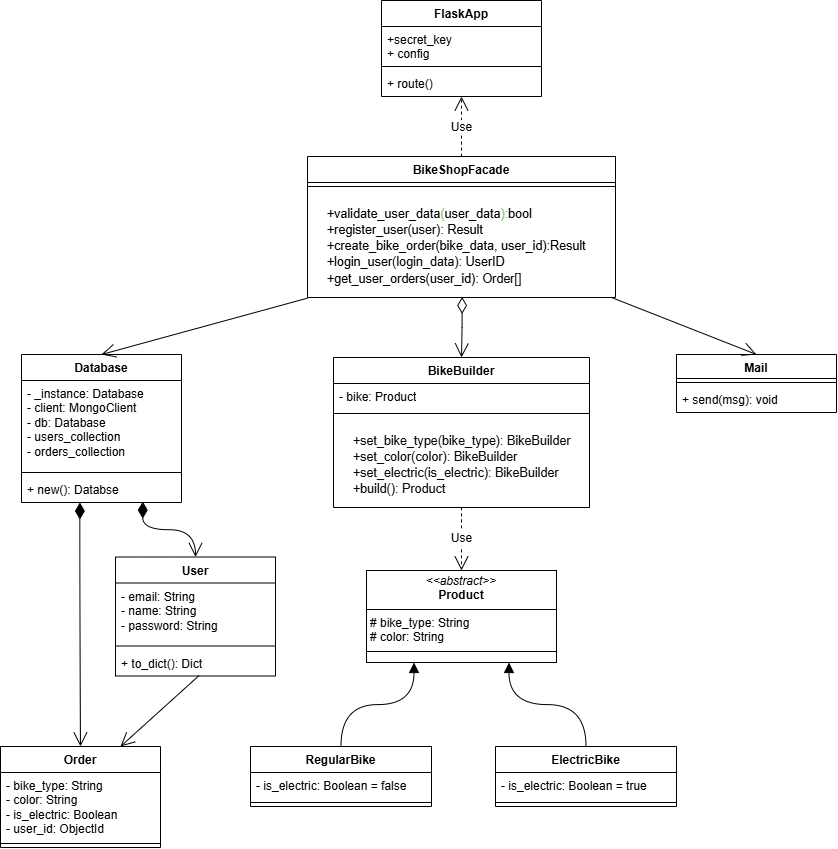 FlaskApp
+secret_key
+ config
+ route()
Use
BikeShopFacade
+validate_user_data(user_data):bool
+register_user(user): Result
+create_bike_order(bike_data, user_id):Result
+login_user(login_data): UserID
+get_user_orders(user_id): Order[]
Database
- _instance: Database
- client: MongoClient
- db: Database
- users_collection
- orders_collection
+ new(): Databse
BikeBuilder
- bike: Product
+set_bike_type(bike_type): BikeBuilder
+set_color(color): BikeBuilder
+set_electric(is_electric): BikeBuilder
+build(): Product
Mail
+ send(msg): void
Use
User
- email: String
- name: String
- password: String
+ to_dict(): Dict
<<abstract>>
Product
# bike_type: String
# color: String
Order
- bike_type: String
- color: String
- is_electric: Boolean
- user_id: ObjectId
RegularBike
- is_electric: Boolean = false
ElectricBike
- is_electric: Boolean = true